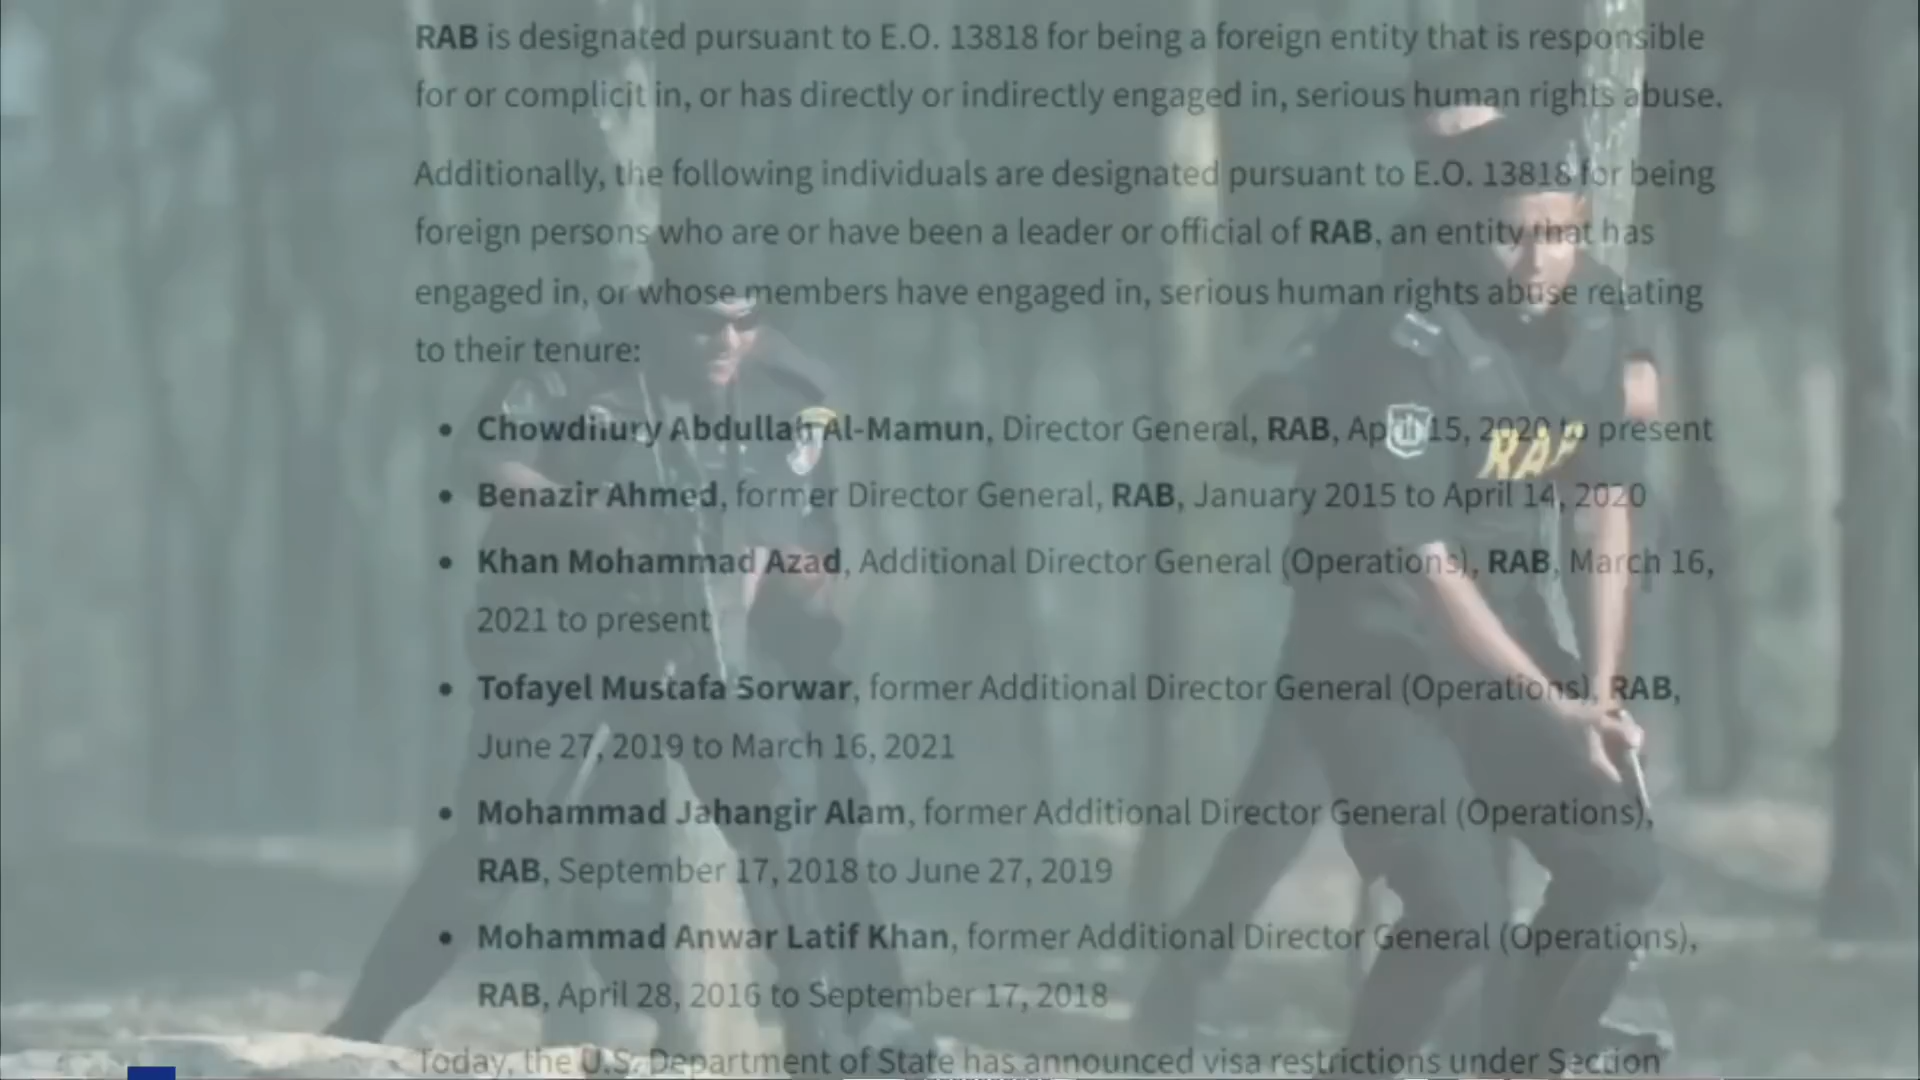 RAB is designated pursuant to E.O. 13818 for being a foreign entity that is responsible
for or complicit in, or has directly or indirectly engaged in, serious human rights abuse.
Additionally, the following individuals are designated pursuant to E.O. 13818 for being
foreign persons who are or have been a leader or official of RAB, an entity that has
engaged in, or whose members have engaged in, serious human rights abuse relating
to their tenure:
• Chowdhury Abdullah Al-Mamun, Director General, RAB, April 15, 2020 to present
• Benazir Ahmed, former Director General, RAB, January 2015 to April 14, 2020
• Khan Mohammad Azad, Additional Director General (Operations), RAB, March 16,
2021 to present
• Tofayel Mustafa Sorwar, former Additional Director General (Operations), RAB,
June 27, 2019 to March 16, 2021
• Mohammad Jahangir Alam, former Additional Director General (Operations),
RAB, September 17, 2018 to June 27, 2019
• Mohammad Anwar Latif Khan, former Additional Director General (Operations),
RAB, April 28, 2016 to September 17, 2018
Today, the U.S. Department of State has announced visa restrictions under Section
RAB